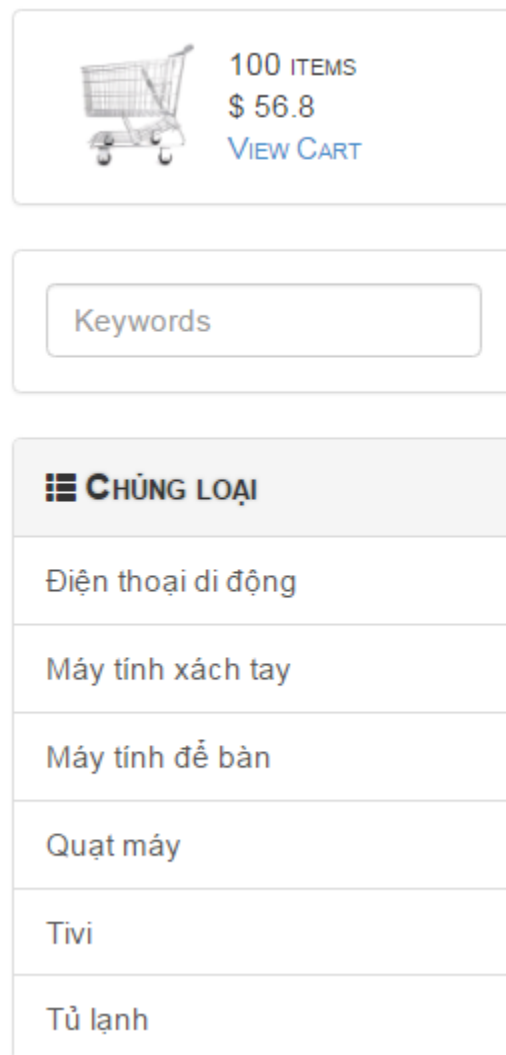 100 ITEMS
$ 56.8
VIEW CART
Keywords
CHỦNG LOẠI
Điện thoại di động
Máy tính xách tay
Máy tính để bàn
Quạt máy
Tivi
Tủ lạnh